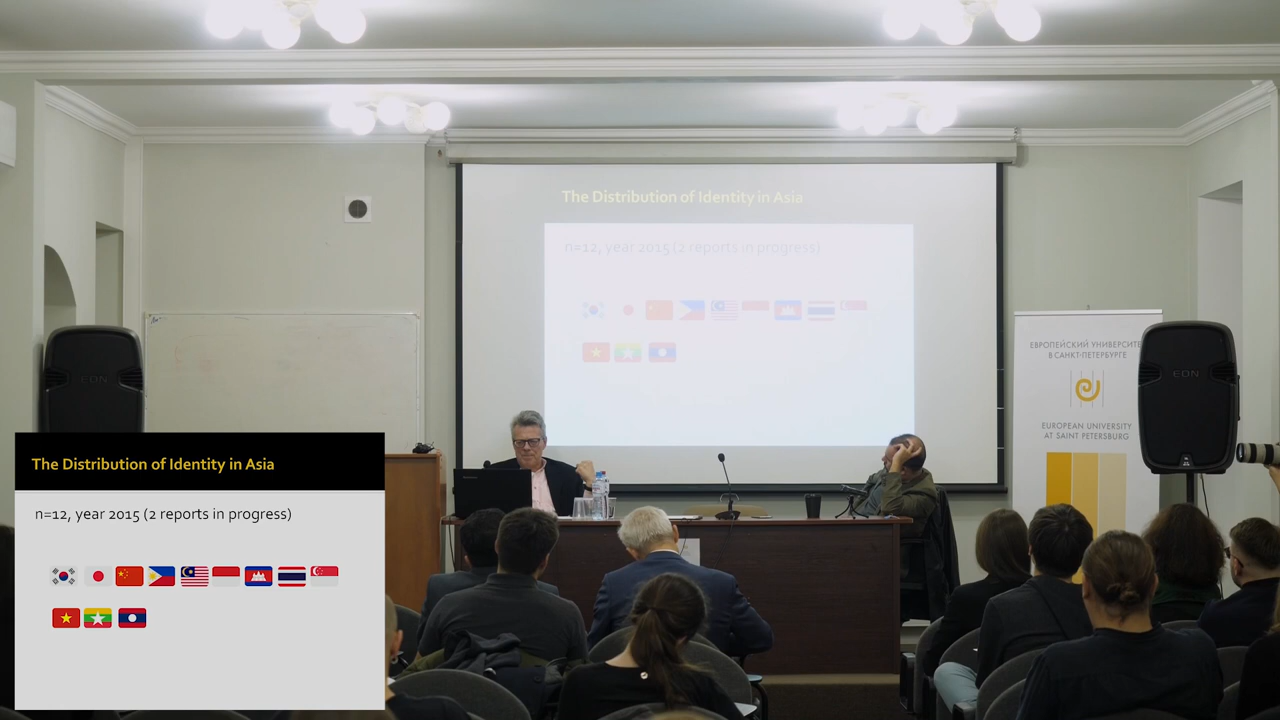 The Distribution of Identity in Asia
n=12, year 2015 (2 reports in progress)
ЕВРОПЕЙСКИЙ УНИВЕРСИТЕ
В САНКТ-ПЕТЕРБУРГЕ
EUROPEAN UNIVERSITY
AT SAINT PETERSBURG
EON
EON
The Distribution of Identity in Asia
n=12, year 2015 (2 reports in progress)